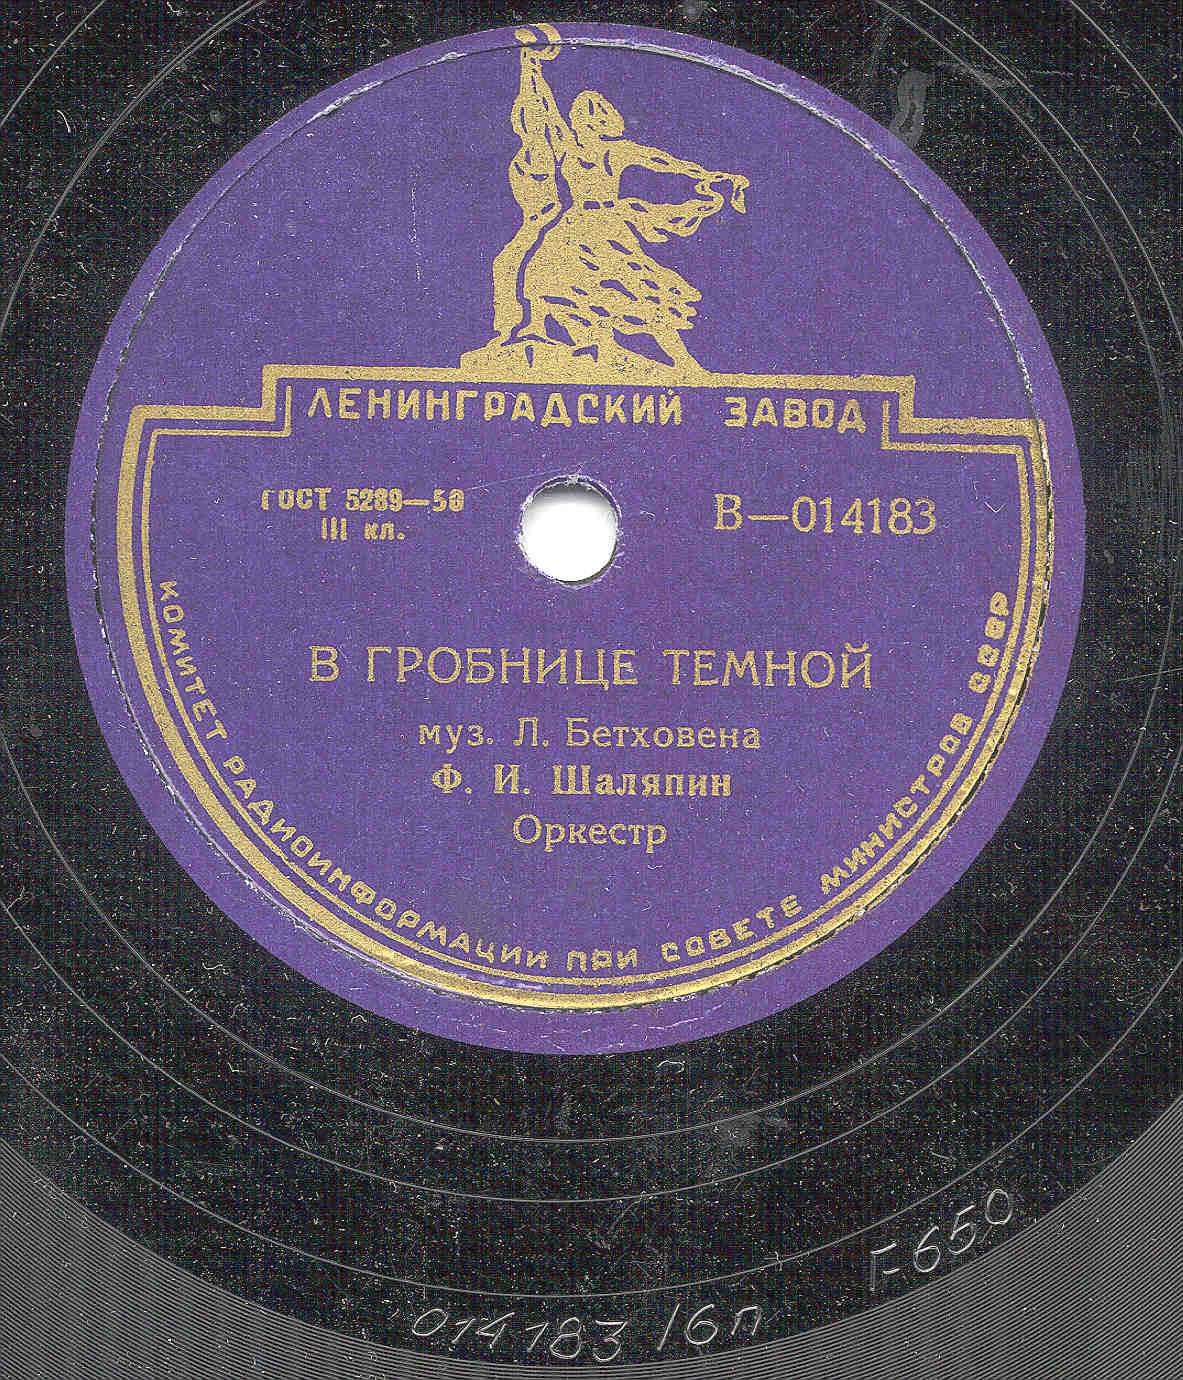 ЛЕНИНГРАДСКИЙ ЗАВОД
ГОСТ 5289—50
III кл.
В—014183
В ГРОБНИЦЕ ТЕМНОЙ
муз. Л. Бетховена
Ф. И. Шаляпин
Оркестр
КОМИТЕТ РАДИОИНФОРМАЦИИ ПРИ СОВЕТЕ МИНИСТРОВ СССР
F650
014183 16п